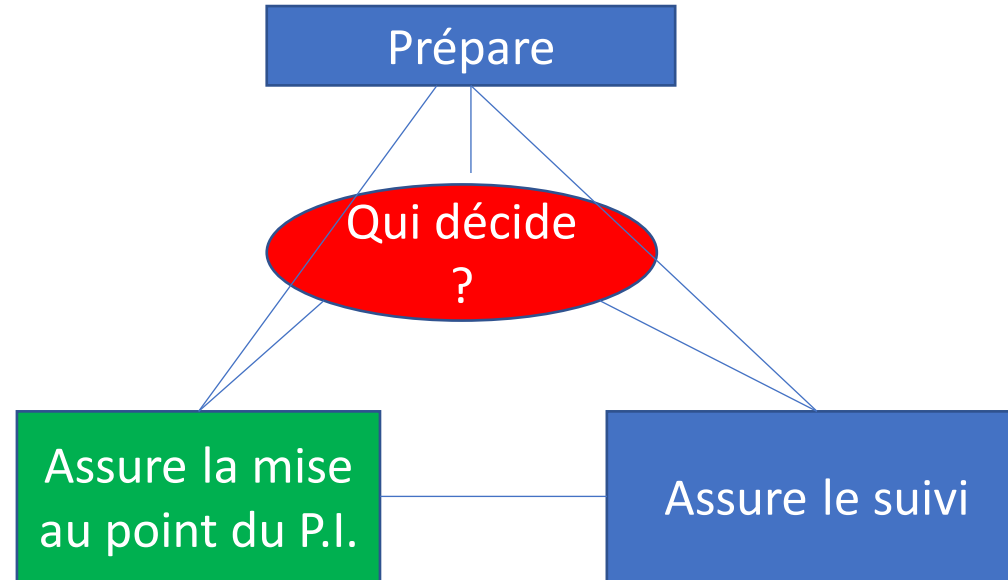 Prépare
Qui décide
?
Assure la mise
au point du P.I.
Assure le suivi